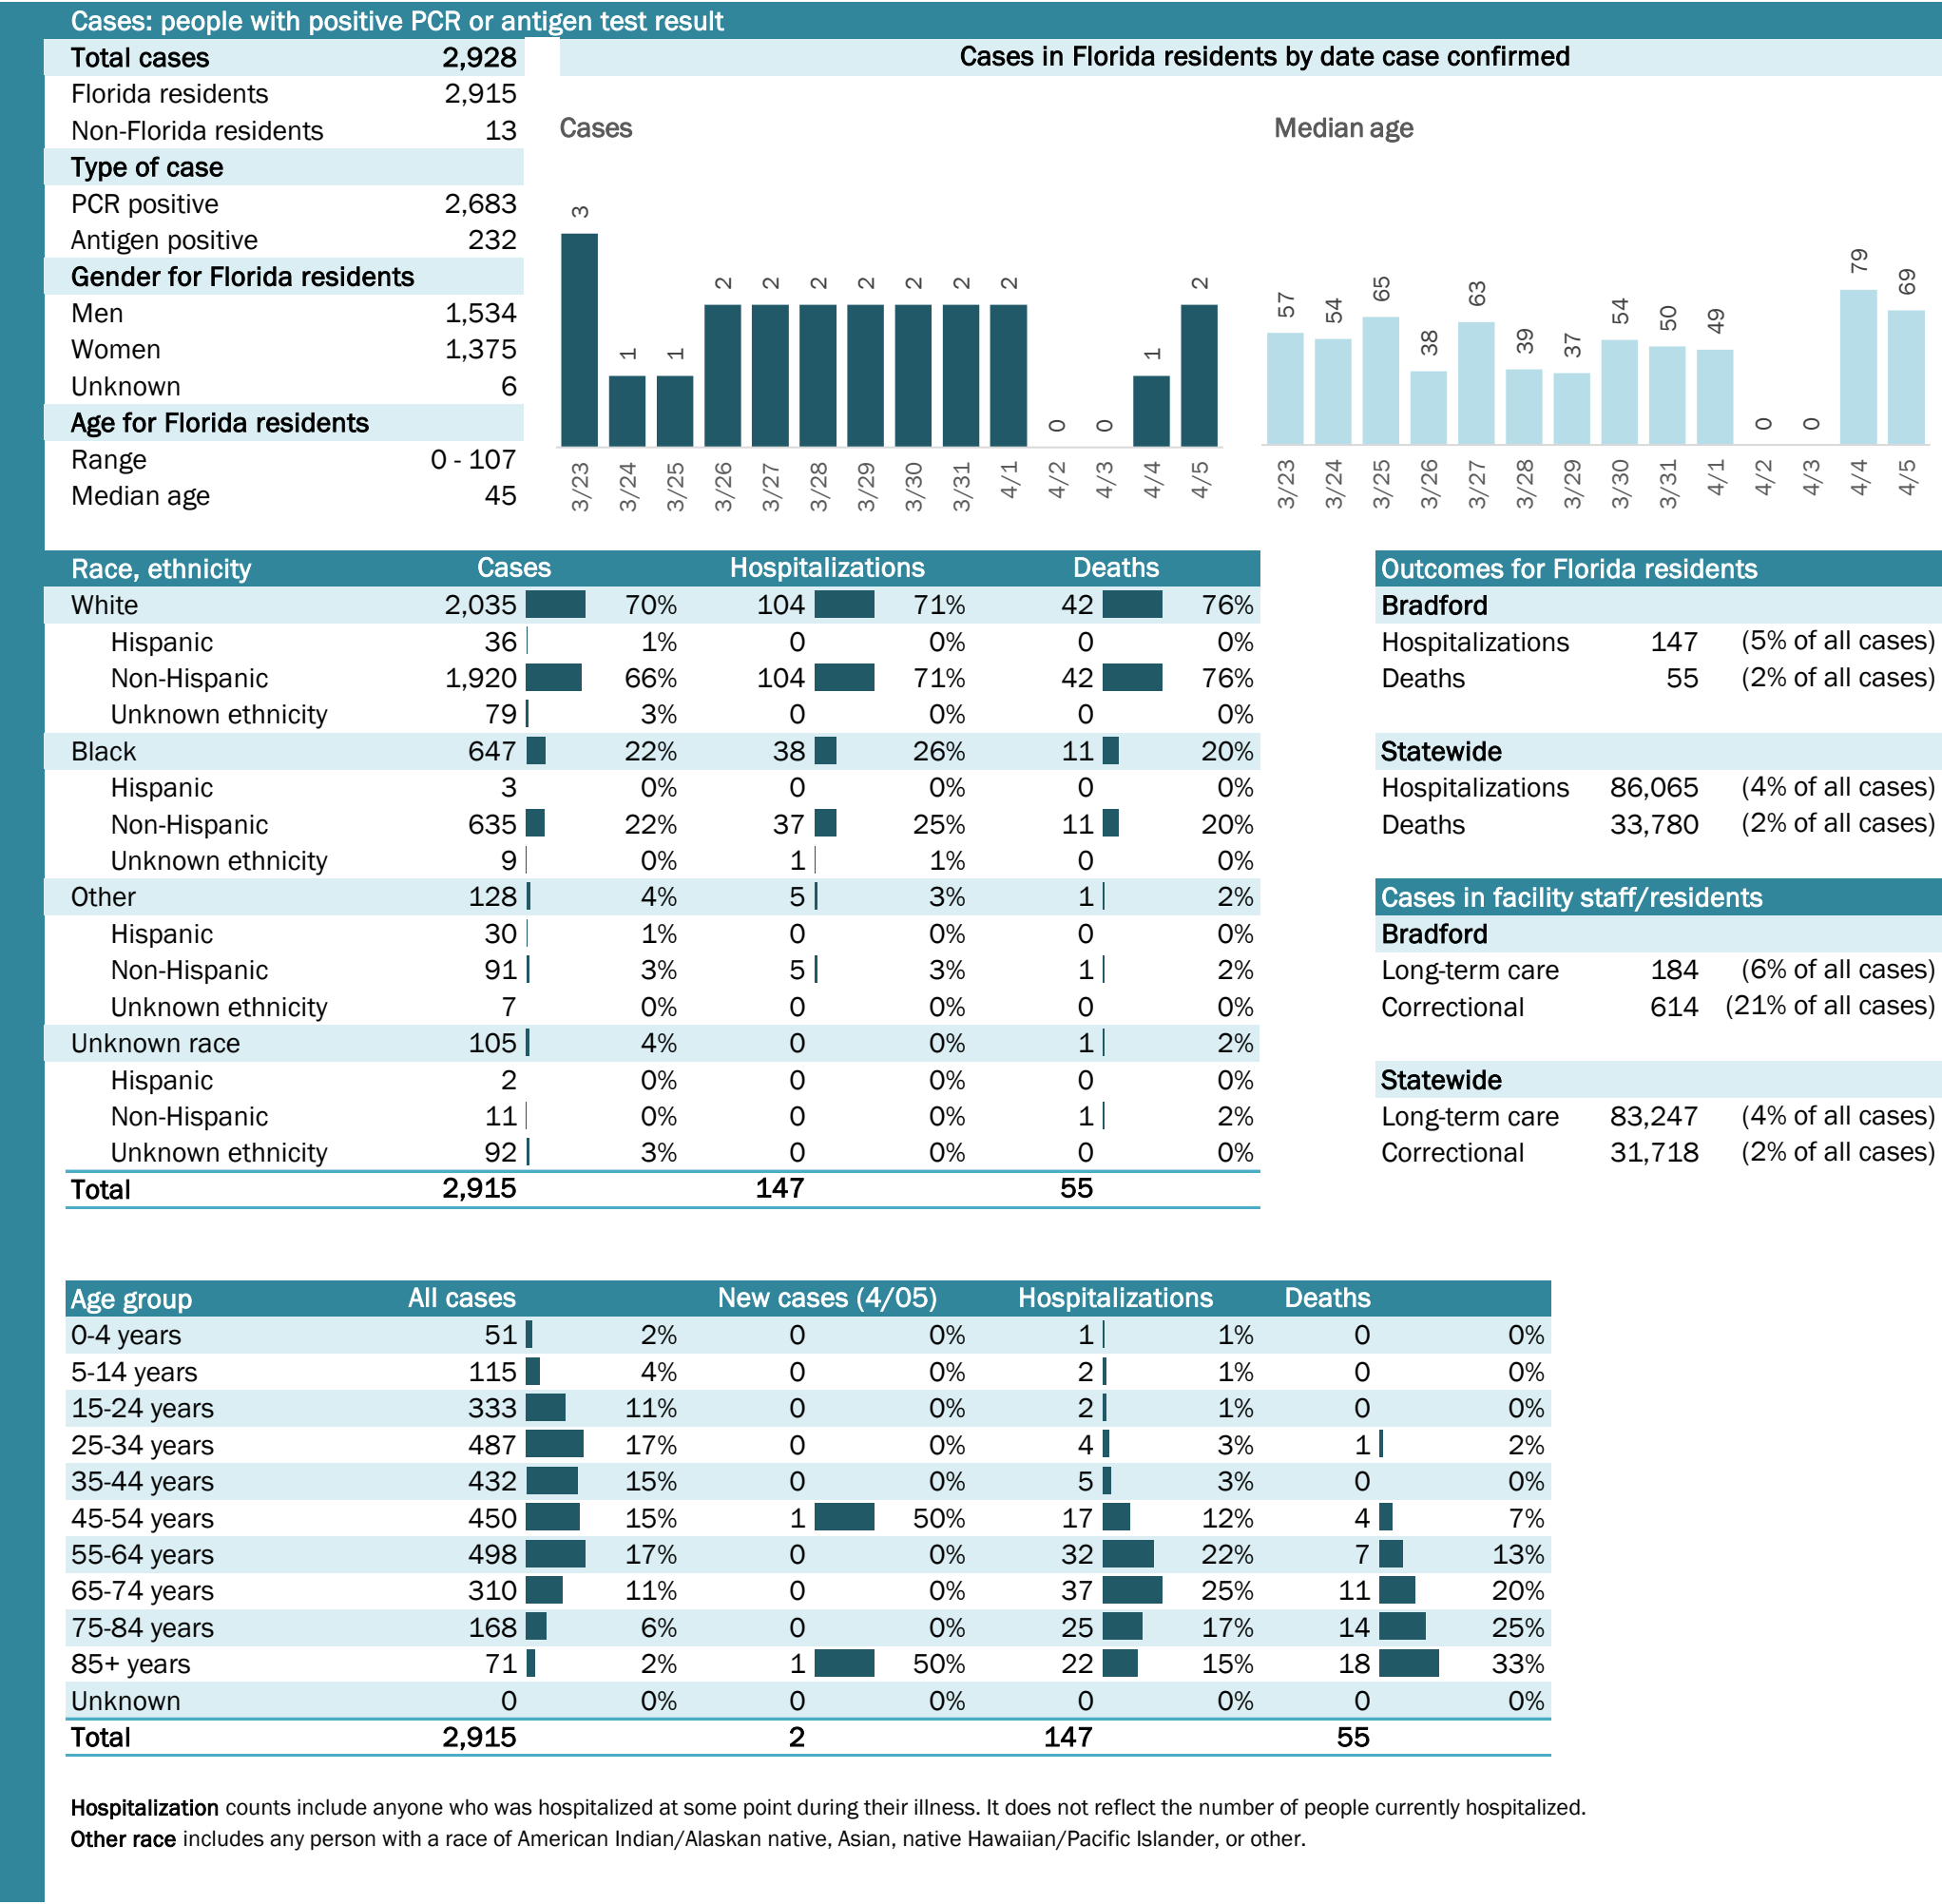 Cases: people with positive PCR or antigen test result
Total cases 2,928
Florida residents 2,915
Non-Florida residents 13
Type of case
PCR positive 2,683
Antigen positive 232
Gender for Florida residents
Men 1,534
Women 1,375
Unknown 6
Age for Florida residents
Range 0 - 107
Median age 45
Cases in Florida residents by date case confirmed
Cases
3 1 1 2 2 2 2 2 2 2 0 0 1 2
3/23 3/24 3/25 3/26 3/27 3/28 3/29 3/30 3/31 4/1 4/2 4/3 4/4 4/5
Median age
57 54 65 38 63 39 37 54 50 49 0 0 79 69
3/23 3/24 3/25 3/26 3/27 3/28 3/29 3/30 3/31 4/1 4/2 4/3 4/4 4/5
Race, ethnicity Cases Hospitalizations Deaths
White 2,035 70% 104 71% 42 76%
Hispanic 36 1% 0 0% 0 0%
Non-Hispanic 1,920 66% 104 71% 42 76%
Unknown ethnicity 79 3% 0 0% 0 0%
Black 647 22% 38 26% 11 20%
Hispanic 3 0% 0 0% 0 0%
Non-Hispanic 635 22% 37 25% 11 20%
Unknown ethnicity 9 0% 1 1% 0 0%
Other 128 4% 5 3% 1 2%
Hispanic 30 1% 0 0% 0 0%
Non-Hispanic 91 3% 5 3% 1 2%
Unknown ethnicity 7 0% 0 0% 0 0%
Unknown race 105 4% 0 0% 1 2%
Hispanic 2 0% 0 0% 0 0%
Non-Hispanic 11 0% 0 0% 1 2%
Unknown ethnicity 92 3% 0 0% 0 0%
Total 2,915 147 55
Outcomes for Florida residents
Bradford
Hospitalizations 147 (5% of all cases)
Deaths 55 (2% of all cases)
Statewide
Hospitalizations 86,065 (4% of all cases)
Deaths 33,780 (2% of all cases)
Cases in facility staff/residents
Bradford
Long-term care 184 (6% of all cases)
Correctional 614 (21% of all cases)
Statewide
Long-term care 83,247 (4% of all cases)
Correctional 31,718 (2% of all cases)
Age group All cases New cases (4/05) Hospitalizations Deaths
0-4 years 51 2% 0 0% 1 1% 0 0%
5-14 years 115 4% 0 0% 2 1% 0 0%
15-24 years 333 11% 0 0% 2 1% 0 0%
25-34 years 487 17% 0 0% 4 3% 1 2%
35-44 years 432 15% 0 0% 5 3% 0 0%
45-54 years 450 15% 1 50% 17 12% 4 7%
55-64 years 498 17% 0 0% 32 22% 7 13%
65-74 years 310 11% 0 0% 37 25% 11 20%
75-84 years 168 6% 0 0% 25 17% 14 25%
85+ years 71 2% 1 50% 22 15% 18 33%
Unknown 0 0% 0 0% 0 0% 0 0%
Total 2,915 2 147 55
Hospitalization counts include anyone who was hospitalized at some point during their illness. It does not reflect the number of people currently hospitalized.
Other race includes any person with a race of American Indian/Alaskan native, Asian, native Hawaiian/Pacific Islander, or other.